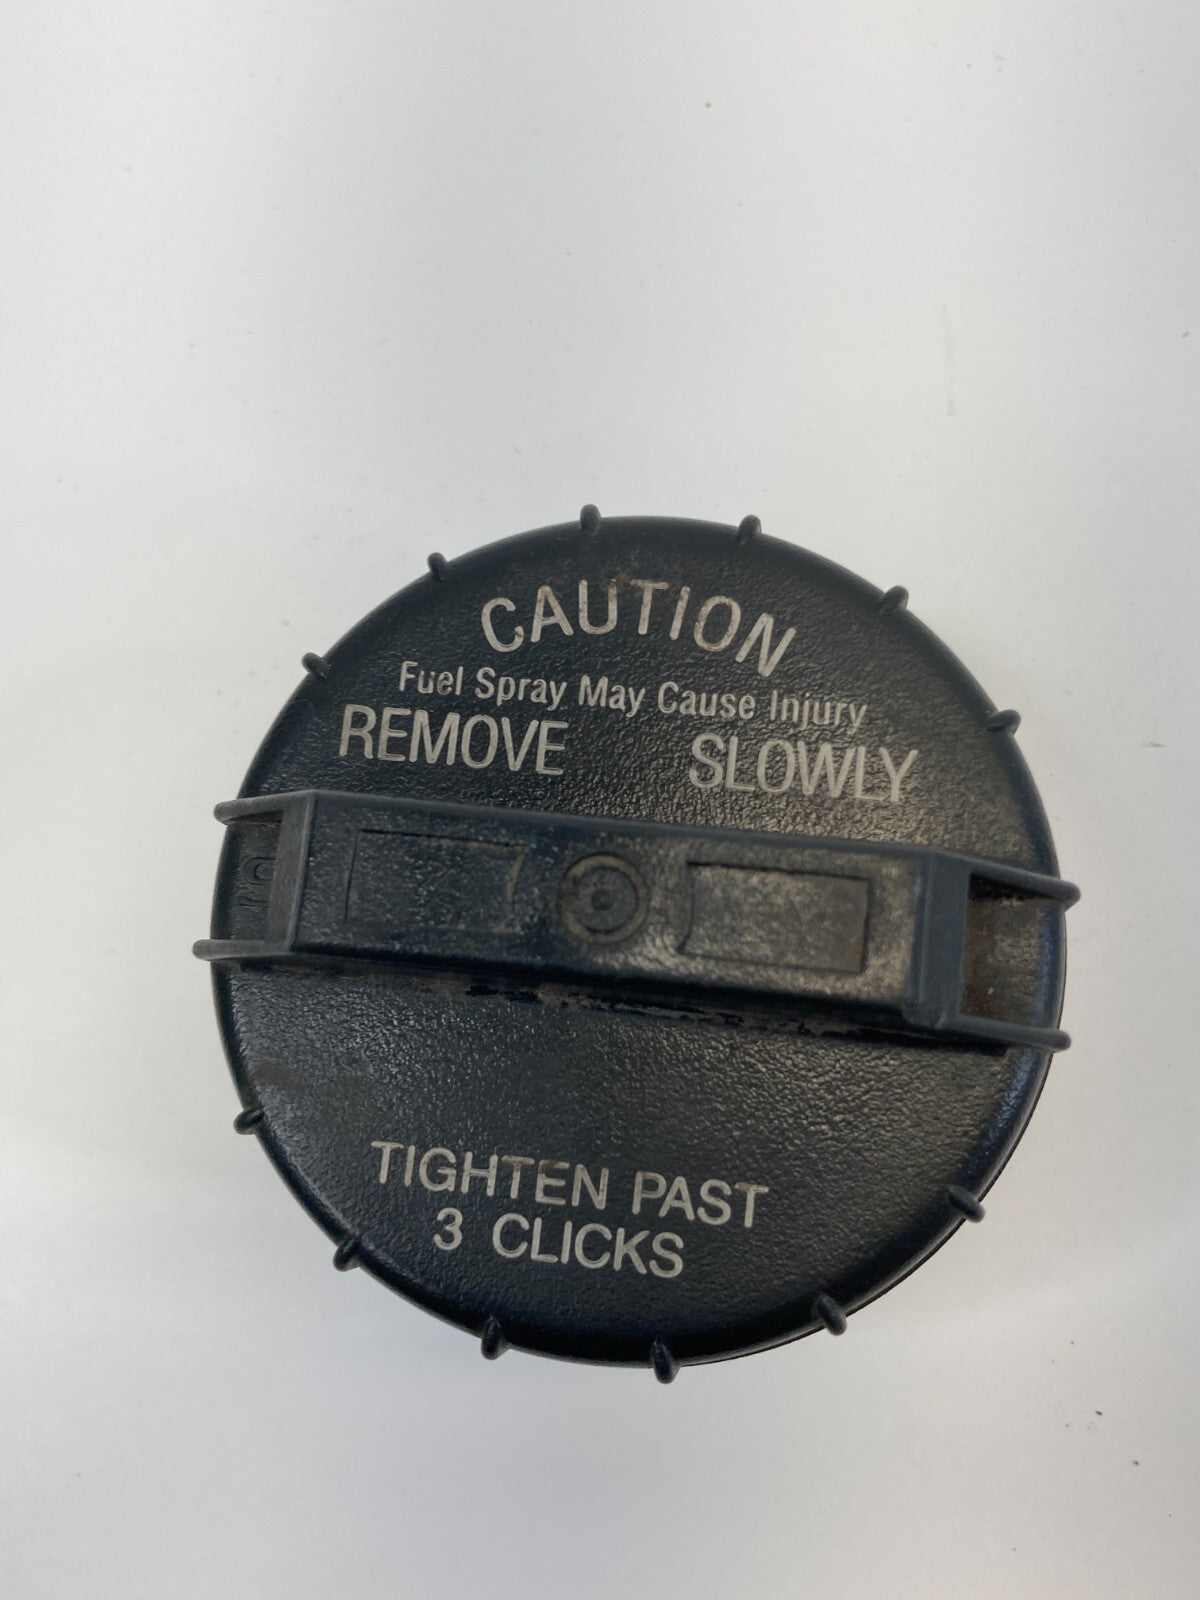 CAUTION
Fuel Spray May Cause Injury
REMOVE SLOWLY
TIGHTEN PAST
3 CLICKS